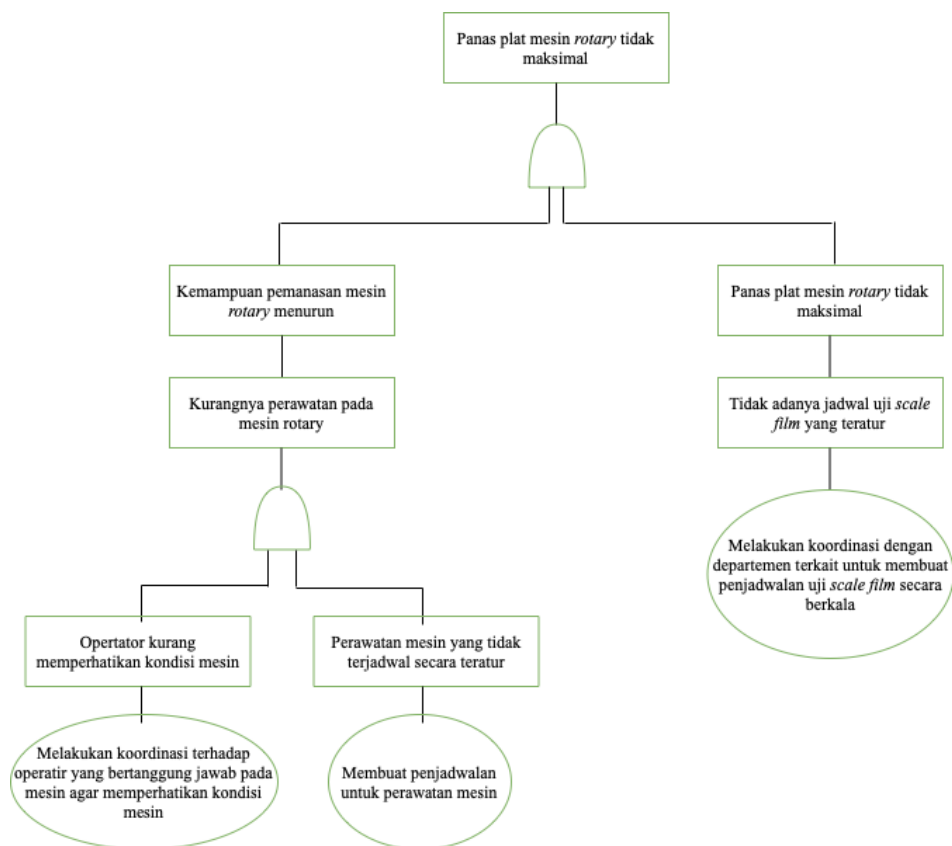 Panas plat mesin rotary tidak
maksimal
Kemampuan pemanasan mesin
rotary menurun
Panas plat mesin rotary tidak
maksimal
Kurangnya perawatan pada
mesin rotary
Tidak adanya jadwal uji scale
film yang teratur
Melakukan koordinasi dengan
departemen terkait untuk membuat
penjadwalan uji scale film secara
berkala
Opertator kurang
memperhatikan kondisi mesin
Perawatan mesin yang tidak
terjadwal secara teratur
Melakukan koordinasi terhadap
operatir yang bertanggung jawab pada
mesin agar memperhatikan kondisi
mesin
Membuat penjadwalan
untuk perawatan mesin